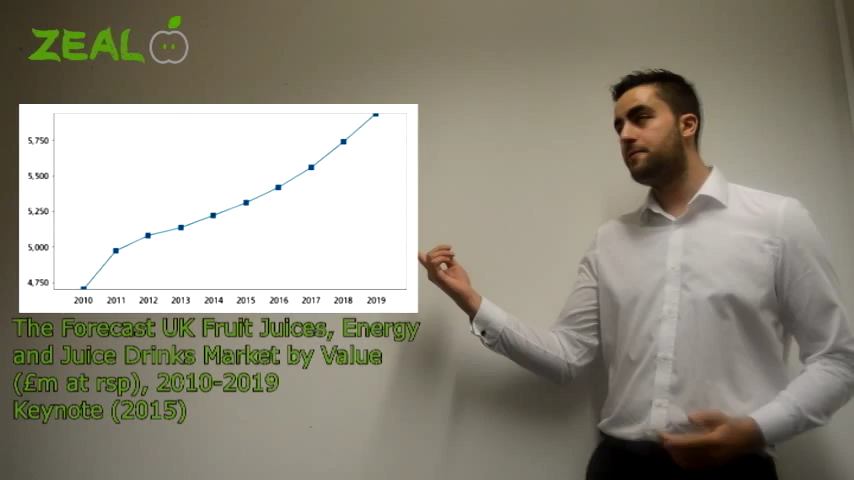 ZEAL
5,750
5,500
5,250
5,000
4,750
2010 2011 2012 2013 2014 2015 2016 2017 2018 2019
The Forecast UK Fruit Juices, Energy
and Juice Drinks Market by Value
(£m at rsp), 2010-2019
Keynote (2015)